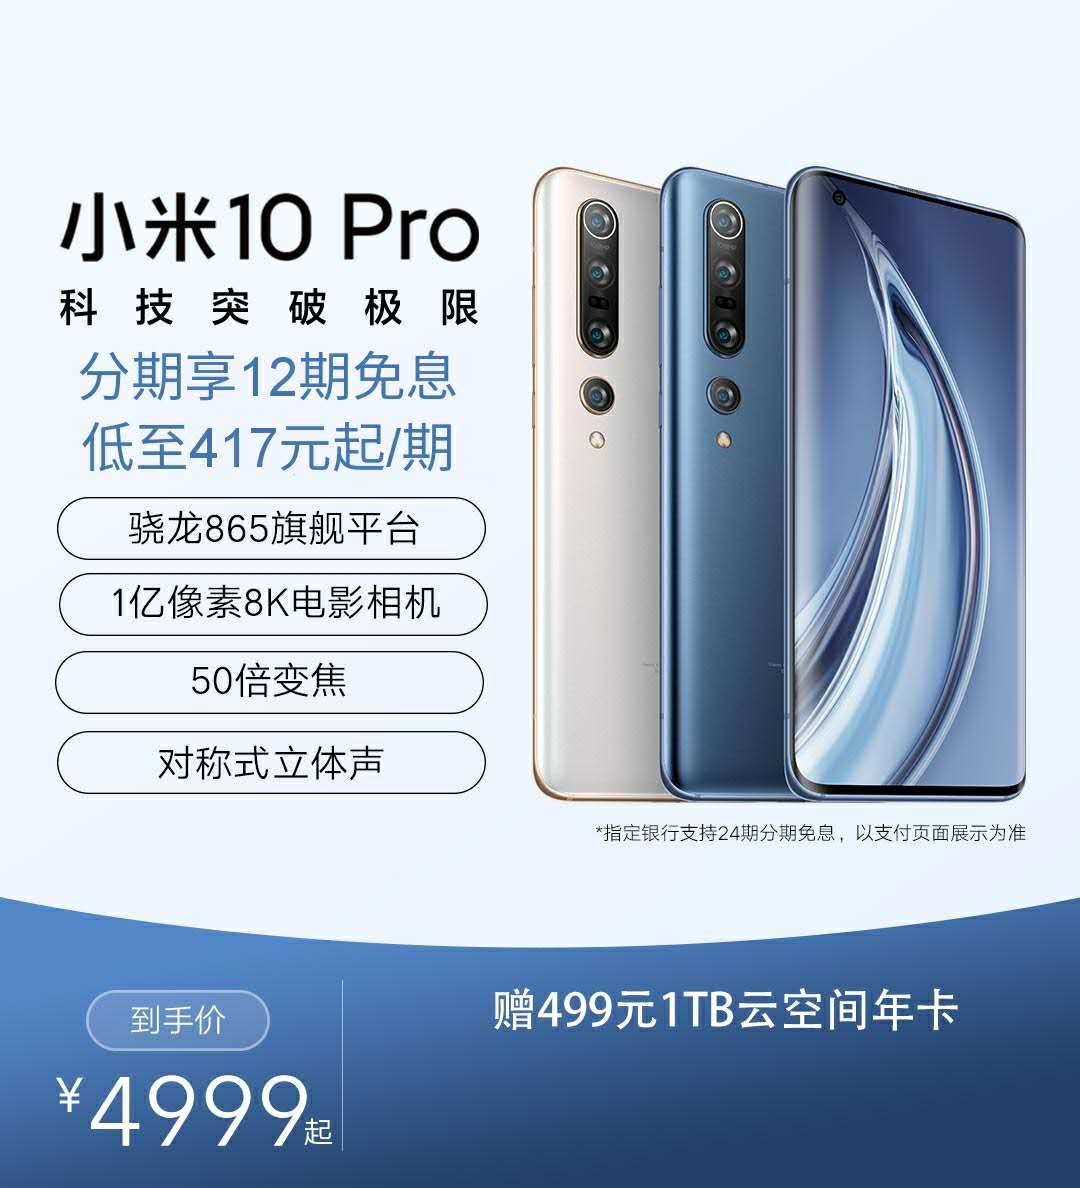 小米10 Pro
科技突破极限
分期享12期免息
低至417元起/期
骁龙865旗舰平台
1亿像素8K电影相机
50倍变焦
对称式立体声
*指定银行支持24期分期免息，以支付页面展示为准
到手价
¥4999起
赠499元1TB云空间年卡